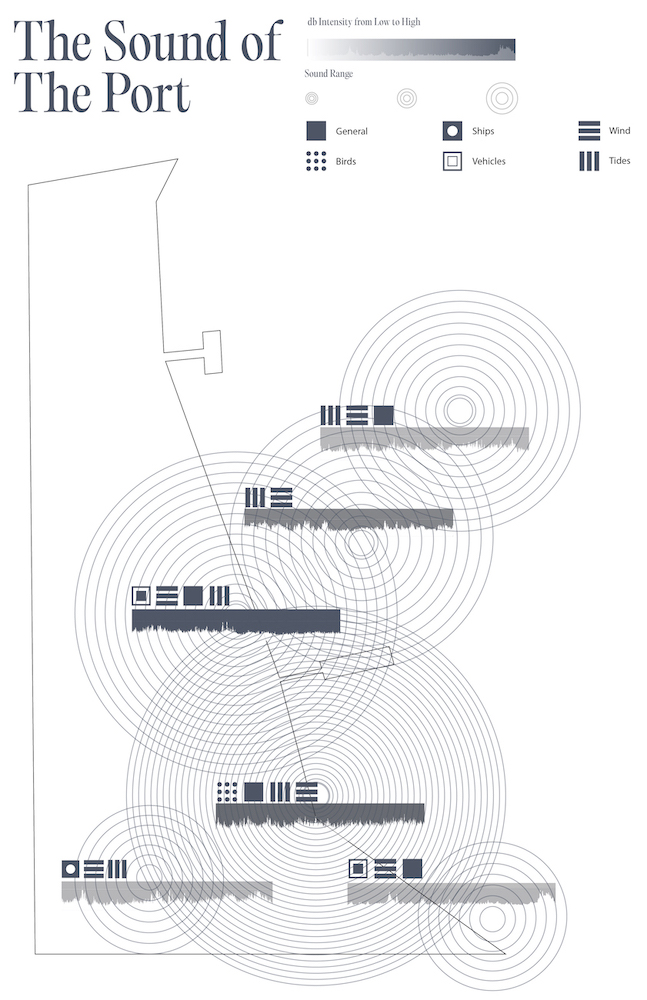 The Sound of
The Port
db Intensity from Low to High
Sound Range
General
Ships
Wind
Birds
Vehicles
Tides